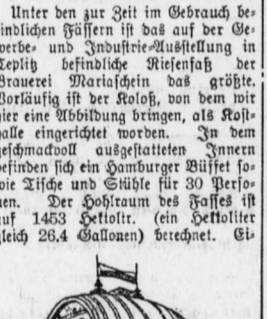 Unter den zur Zeit im Gebrauch be-
findlichen Fässern ist das auf der Ge-
werbe- und Industrie-Ausstellung in
Teplitz befindliche Riesenfaß der
Brauerei Mariaschein das größte.
Vorläufig ist der Koloß, von dem wir
hier eine Abbildung bringen, als Kost-
halle eingerichtet worden. In dem
geschmackvoll ausgestatteten Innern
befinden sich ein Hamburger Büffet so-
wie Tische und Stühle für 30 Perso-
nen. Der Hohlraum des Fasses ist
auf 1453 Hektoltr. (ein Hektoliter
gleich 26.4 Gallonen) berechnet. Ei-